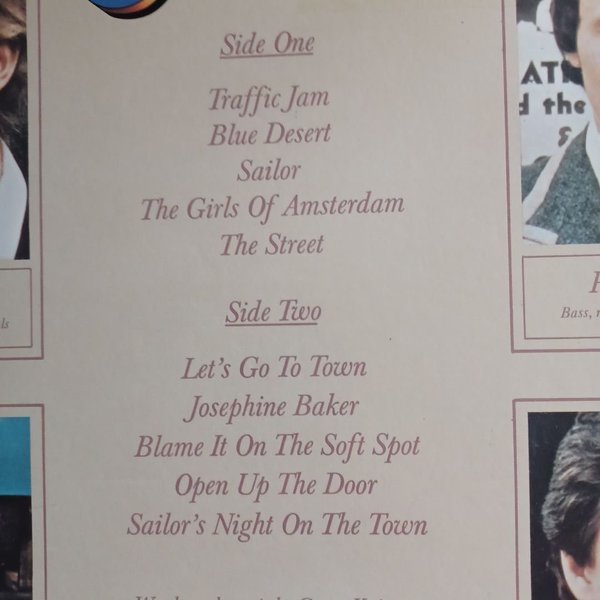 Side One
Traffic Jam
Blue Desert
Sailor
The Girls Of Amsterdam
The Street
Side Two
Let's Go To Town
Josephine Baker
Blame It On The Soft Spot
Open Up The Door
Sailor's Night On The Town
the
&
Bass,